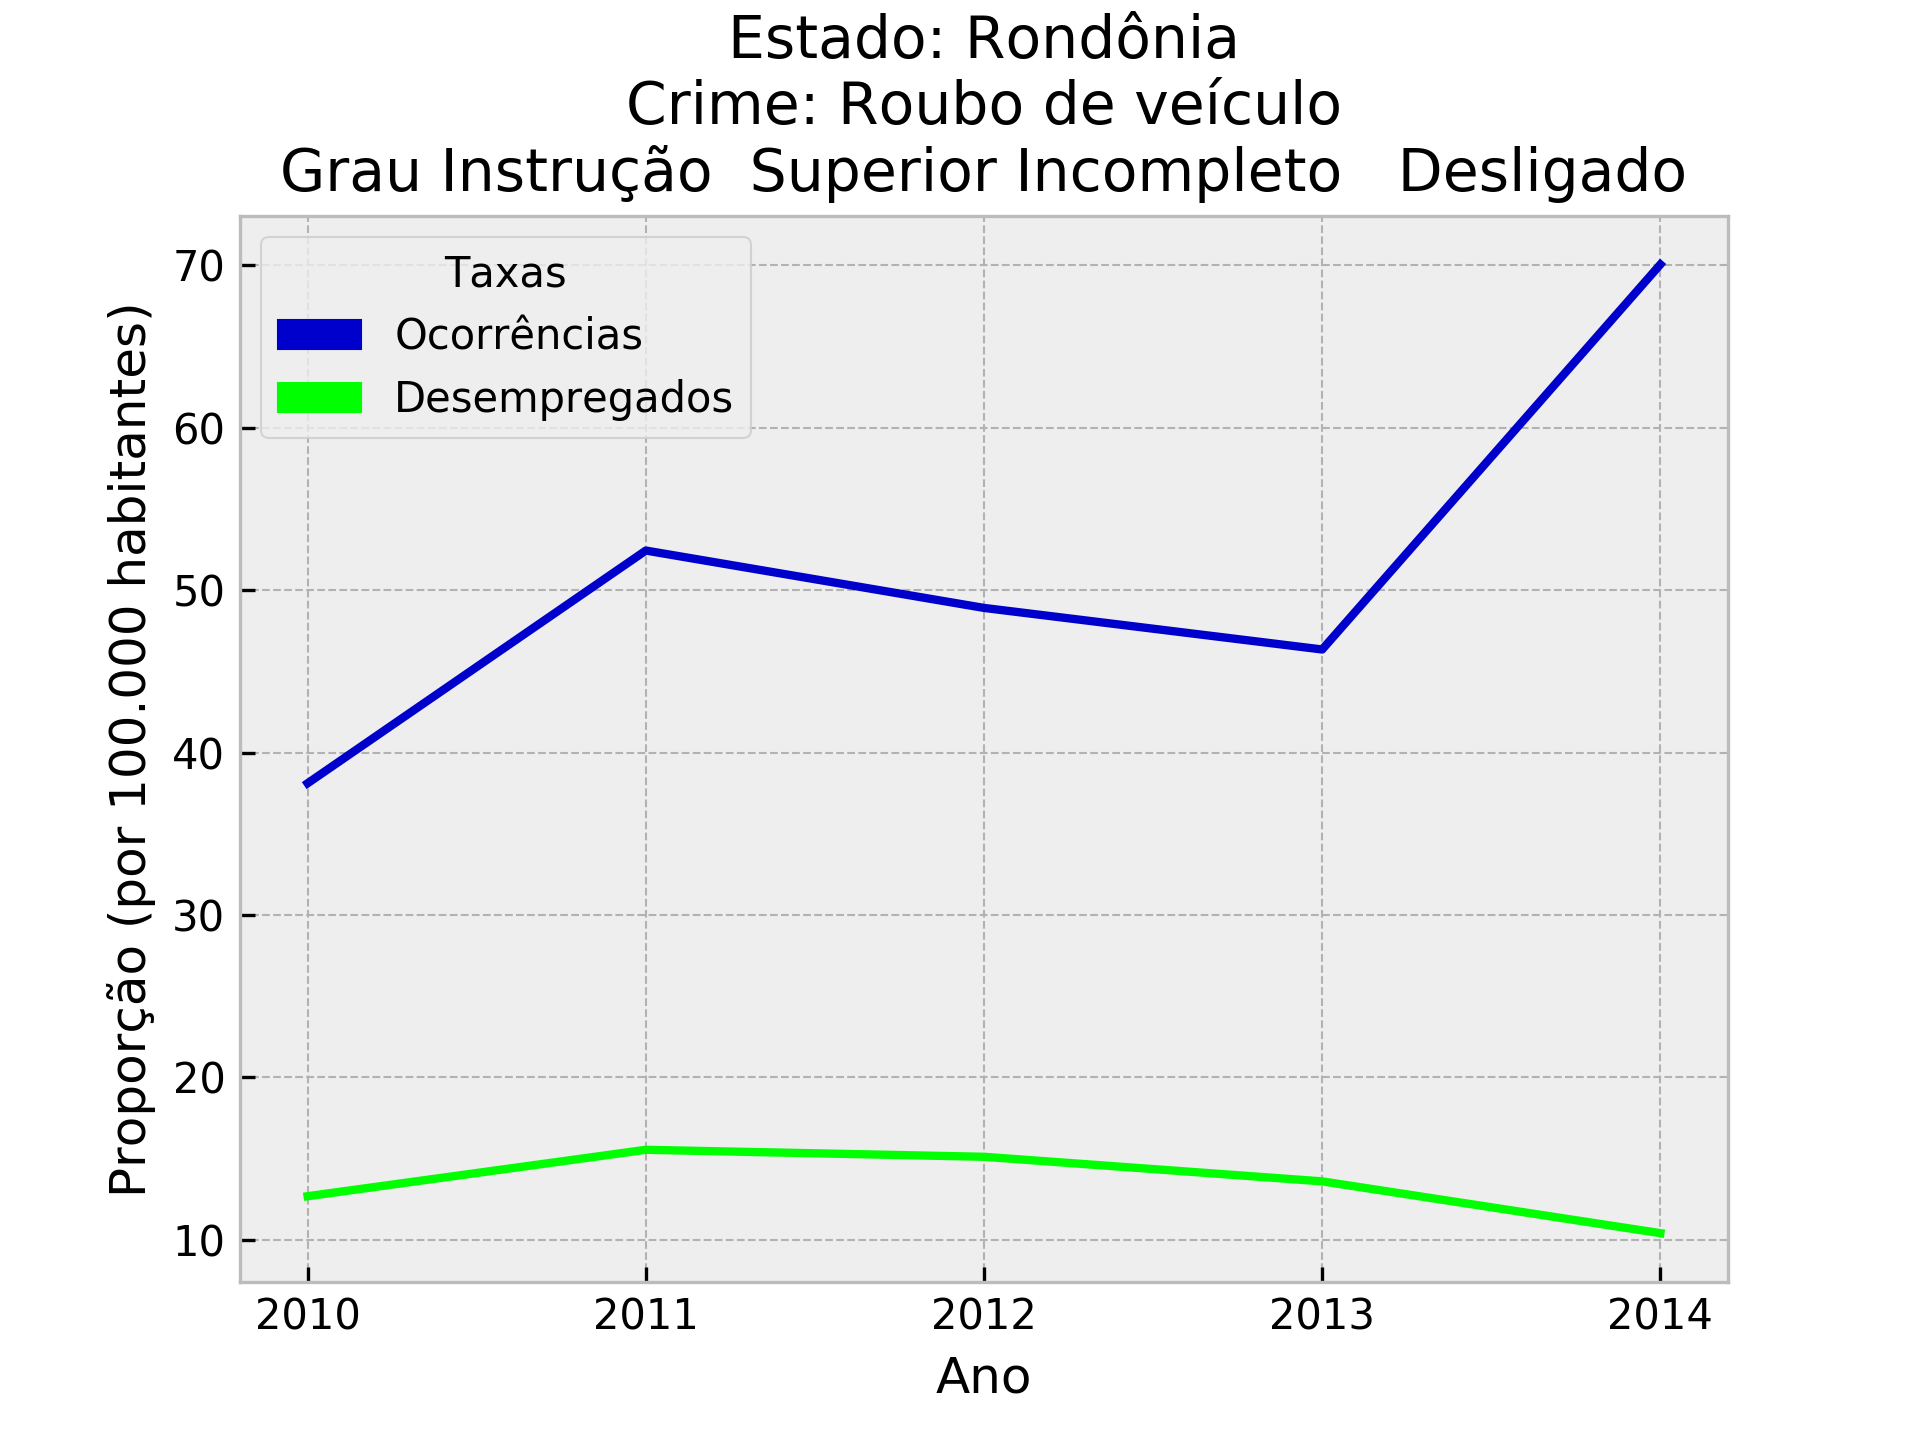 Estado: Rondônia
Crime: Roubo de veículo
Grau Instrução  Superior Incompleto   Desligado
Taxas
Ocorrências
Desempregados
Proporção (por 100.000 habitantes)
70
60
50
40
30
20
10
2010 2011 2012 2013 2014
Ano